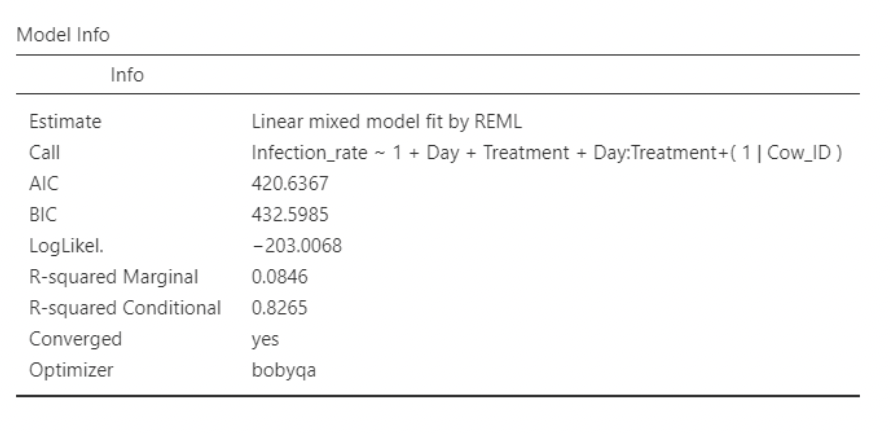 Model Info
Info
Estimate Linear mixed model fit by REML
Call Infection_rate ~ 1 + Day + Treatment + Day:Treatment+( 1 | Cow_ID )
AIC 420.6367
BIC 432.5985
LogLikel. −203.0068
R-squared Marginal 0.0846
R-squared Conditional 0.8265
Converged yes
Optimizer bobyqa